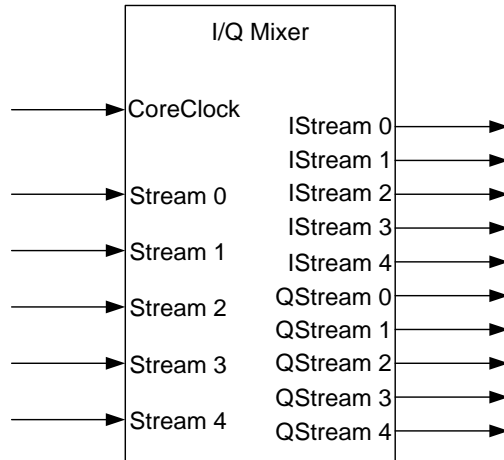 I/Q Mixer
CoreClock
Stream 0
Stream 1
Stream 2
Stream 3
Stream 4
IStream 0
IStream 1
IStream 2
IStream 3
IStream 4
QStream 0
QStream 1
QStream 2
QStream 3
QStream 4